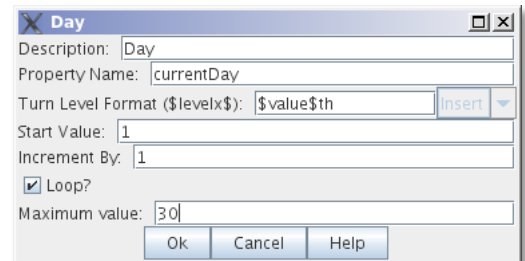 Day
Description: Day
Property Name: currentDay
Turn Level Format ($levelx$): $value$th Insert
Start Value: 1
Increment By: 1
Loop?
Maximum value: 30
Ok Cancel Help